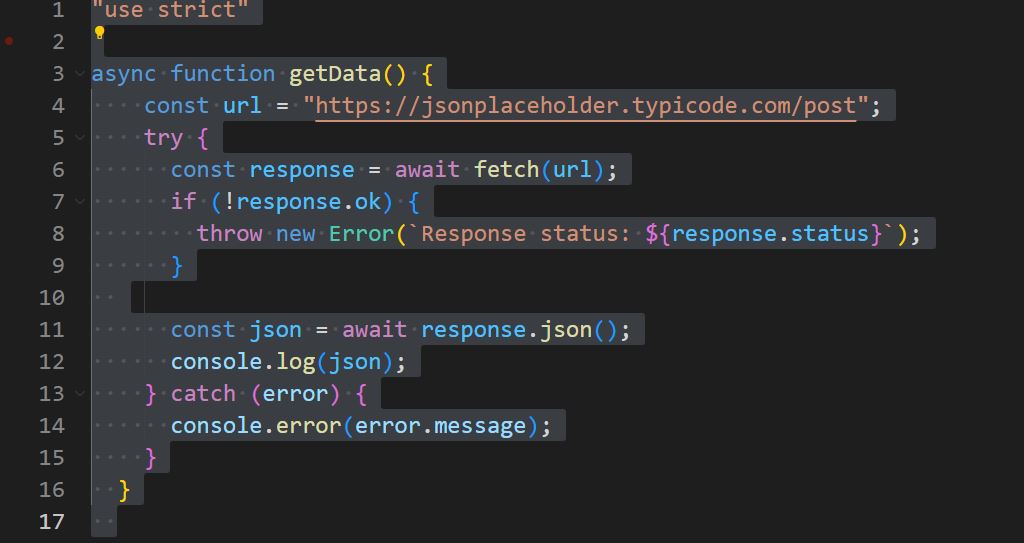 1 "use strict"
2
3 async function getData() {
4     const url = "https://jsonplaceholder.typicode.com/post";
5     try {
6       const response = await fetch(url);
7       if (!response.ok) {
8         throw new Error(`Response status: ${response.status}`);
9       }
10
11       const json = await response.json();
12       console.log(json);
13     } catch (error) {
14       console.error(error.message);
15     }
16   }
17